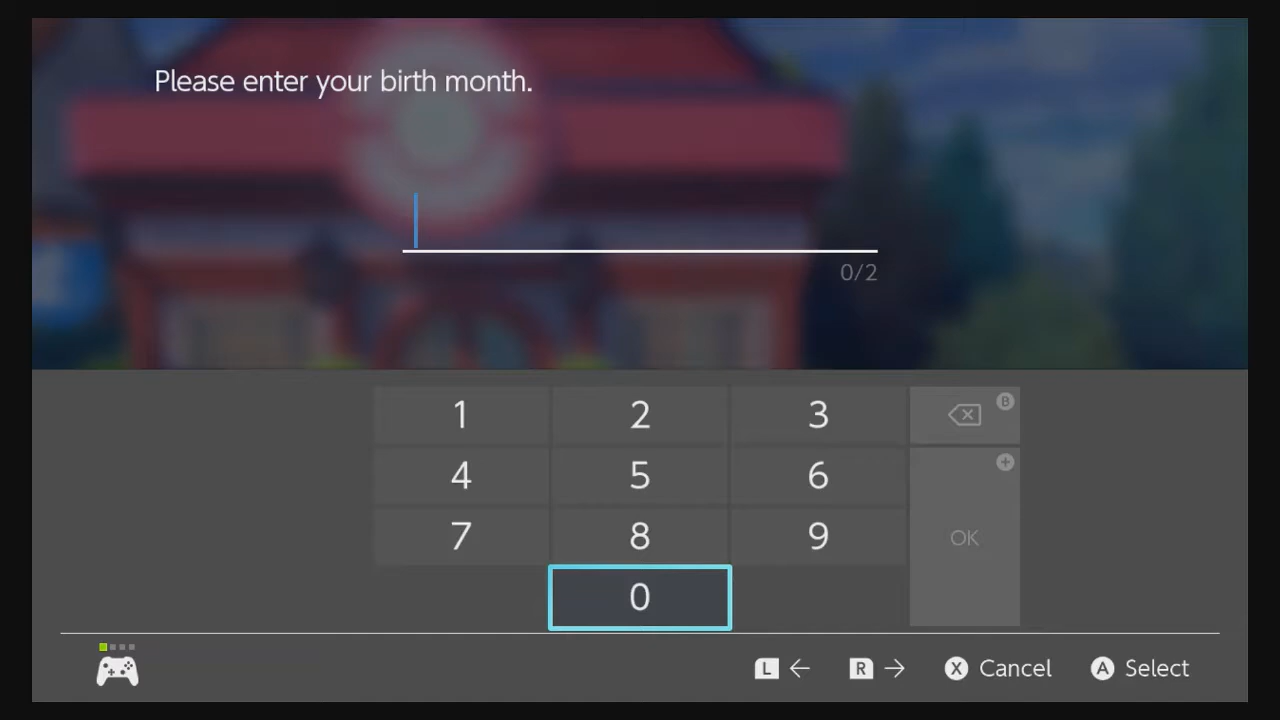 Please enter your birth month.
0/2
1 2 3 B
4 5 6 +
7 8 9 OK
0
L ← R → X Cancel A Select